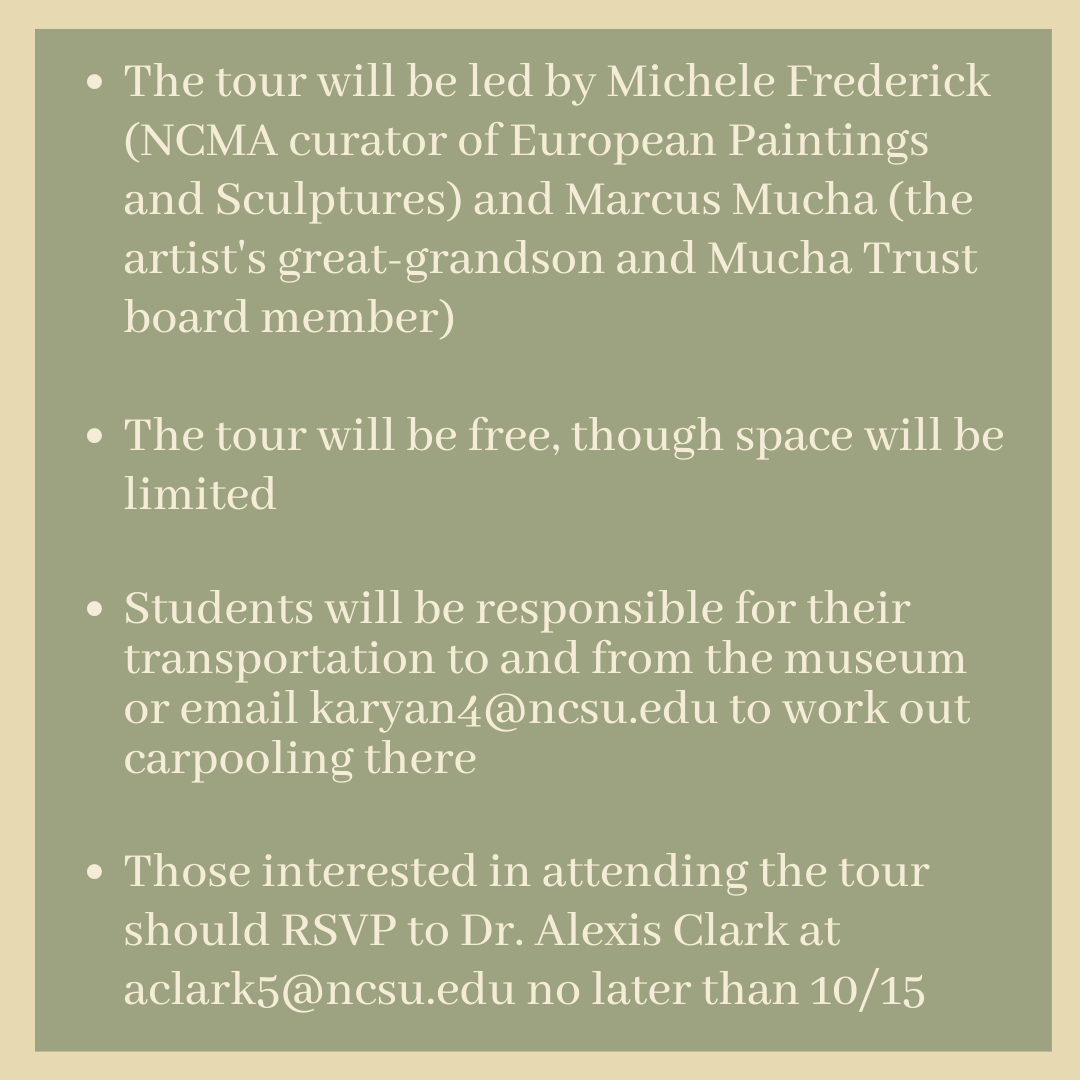 • The tour will be led by Michele Frederick
(NCMA curator of European Paintings
and Sculptures) and Marcus Mucha (the
artist's great-grandson and Mucha Trust
board member)
• The tour will be free, though space will be
limited
• Students will be responsible for their
transportation to and from the museum
or email karyan4@ncsu.edu to work out
carpooling there
• Those interested in attending the tour
should RSVP to Dr. Alexis Clark at
aclark5@ncsu.edu no later than 10/15